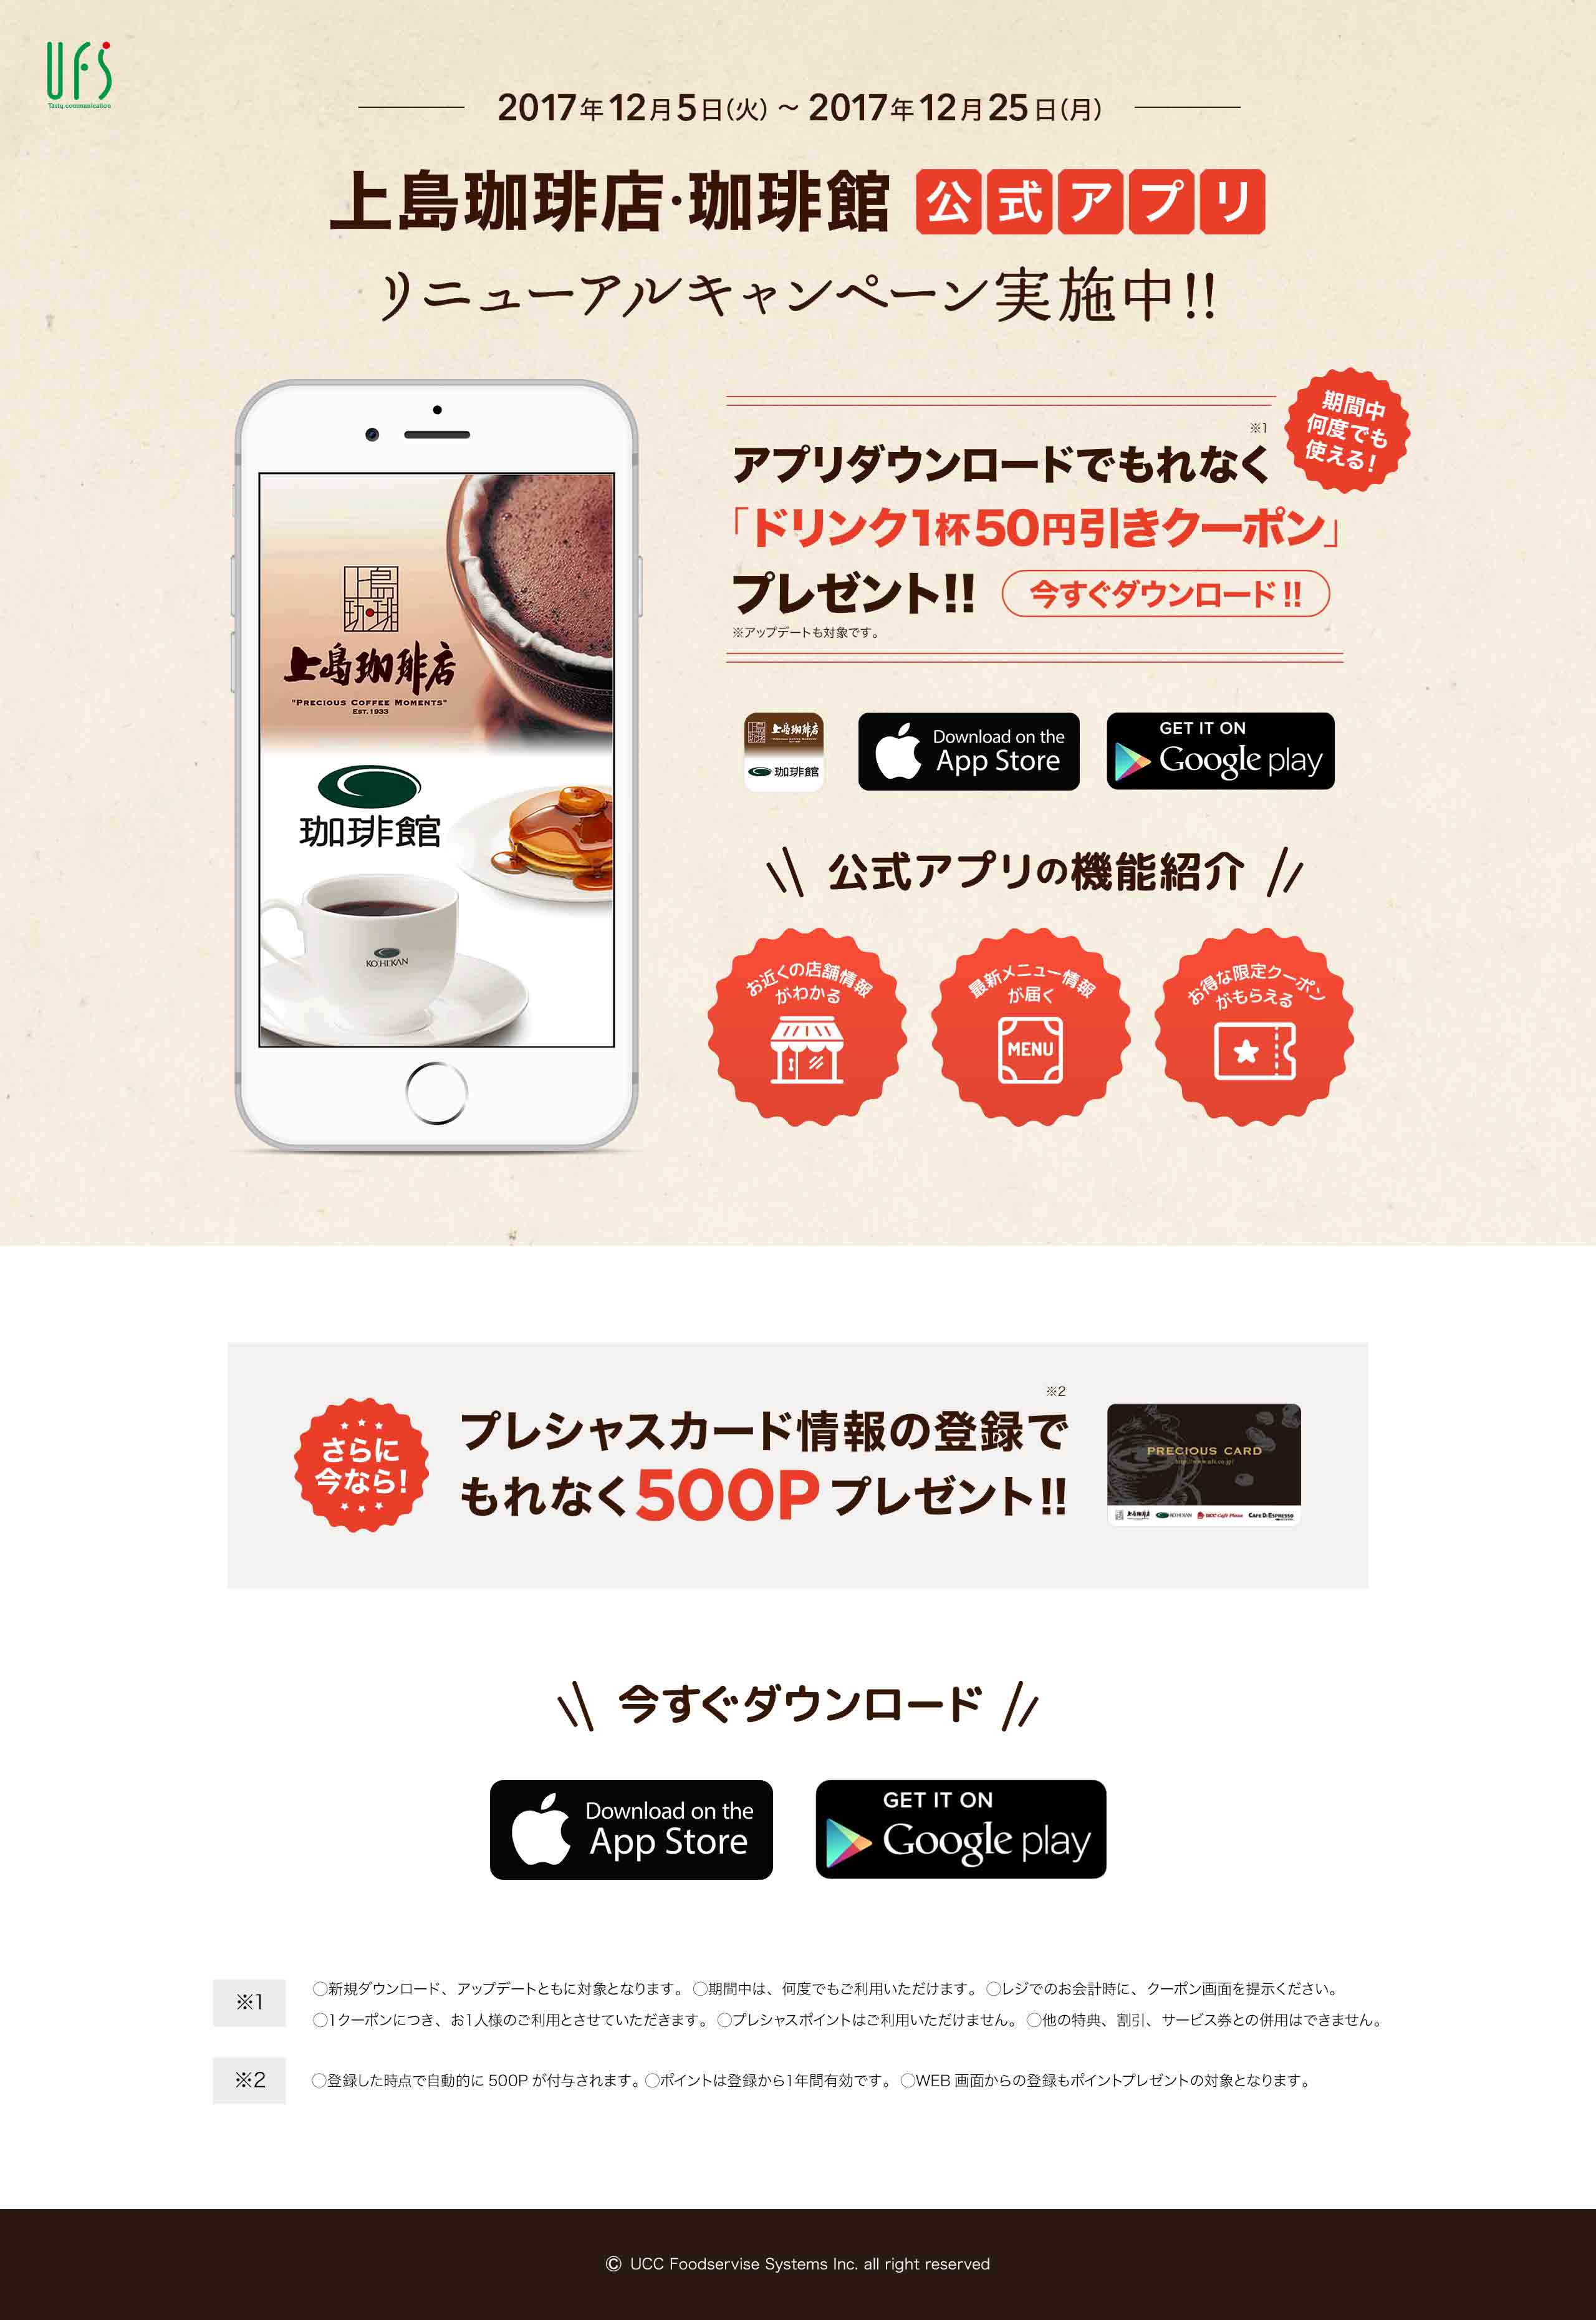 UFS
Tasty communication
2017年12月5日(火)～2017年12月25日(月)
上島珈琲店・珈琲館 公式アプリ
リニューアルキャンペーン実施中!!
期間中
何度でも
使える!
※1
アプリダウンロードでもれなく
「ドリンク1杯50円引きクーポン」
プレゼント!! 今すぐダウンロード!!
※アップデートも対象です。
上島珈琲
上島珈琲店
"PRECIOUS COFFEE MOMENTS"
EST.1933
珈琲館
KO:HI:KAN
上島珈琲店
珈琲館
Download on the
App Store
GET IT ON
Google play
公式アプリの機能紹介
お近くの店舗情報
がわかる
最新メニュー情報
が届く
MENU
お得な限定クーポン
がもらえる
さらに
今なら!
※2
プレシャスカード情報の登録で
もれなく500Pプレゼント!!
PRECIOUS CARD
http://www.ufs.co.jp/
上島珈琲店 KO:HI:KAN UCC Café Plaza CAFE DI ESPRESSO
今すぐダウンロード
Download on the
App Store
GET IT ON
Google play
※1
○新規ダウンロード、アップデートともに対象となります。○期間中は、何度でもご利用いただけます。○レジでのお会計時に、クーポン画面を提示ください。
○1クーポンにつき、お1人様のご利用とさせていただきます。○プレシャスポイントはご利用いただけません。○他の特典、割引、サービス券との併用はできません。
※2
○登録した時点で自動的に500Pが付与されます。○ポイントは登録から1年間有効です。○WEB画面からの登録もポイントプレゼントの対象となります。
© UCC Foodservise Systems Inc. all right reserved